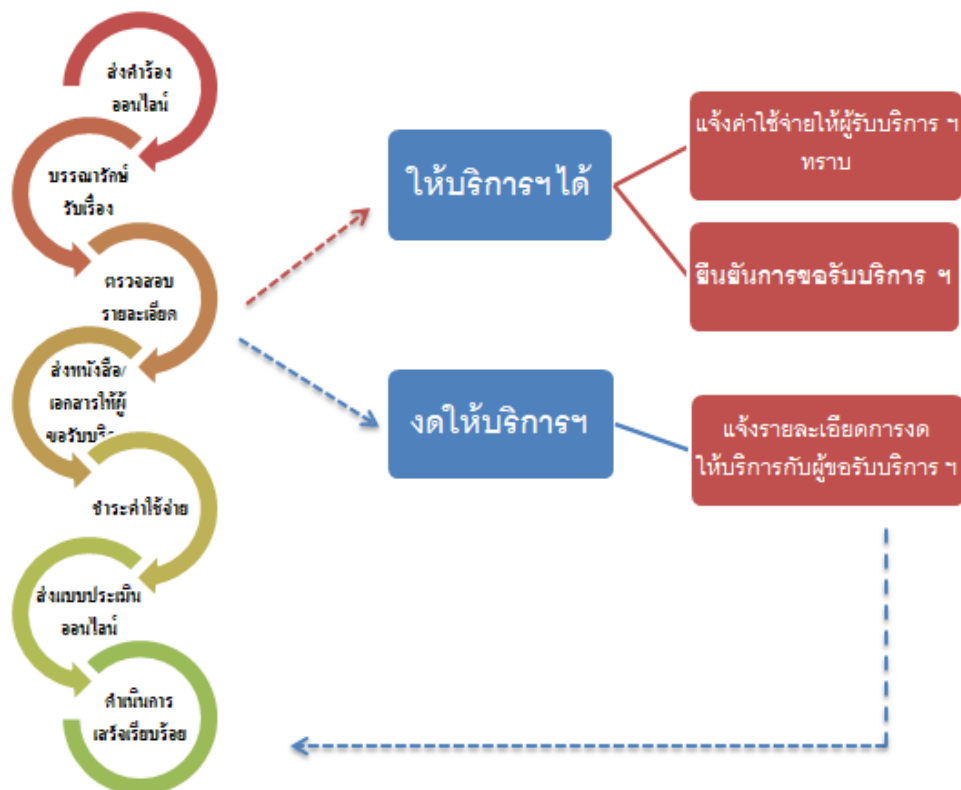 ส่งคำร้อง
ออนไลน์
บรรณารักษ์
รับเรื่อง
ตรวจสอบ
รายละเอียด
ส่งหนังสือ/
เอกสารให้ผู้
ชำระค่าใช้จ่าย
ส่งแบบประเมิน
ออนไลน์
ดำเนินการ
เสร็จเรียบร้อย
ให้บริการฯ ได้
แจ้งค่าใช้จ่ายให้ผู้รับบริการ ฯ
ทราบ
ยืนยันการขอรับบริการ ฯ
งดให้บริการฯ
แจ้งรายละเอียดการงด
ให้บริการกับผู้ขอรับบริการ ฯ